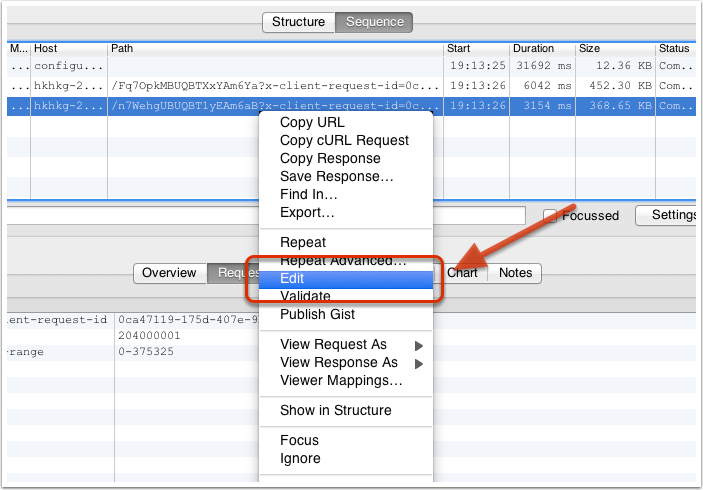 Structure Sequence
M... Host Path Start Duration Size Status
... configu... 19:13:25 31692 ms 12.36 KB Com...
... hkhkg-2... /Fq7OpkMBUQBTXxYAm6Ya?x-client-request-id=0c... 19:13:26 6042 ms 452.30 KB Com...
... hkhkg-2... /n7WehgUBUQBTlyEAm6aB?x-client-request-id=0c... 19:13:26 3154 ms 368.65 KB Com...
Copy URL
Copy cURL Request
Copy Response
Save Response...
Find In...
Export...
Focussed Settings
Repeat
Repeat Advanced...
Overview Reques Edit Chart Notes
Validate
Publish Gist
ent-request-id 0ca47119-175d-407e-9
204000001
View Request As
range 0-375325
View Response As
Viewer Mappings...
Show in Structure
Focus
Ignore